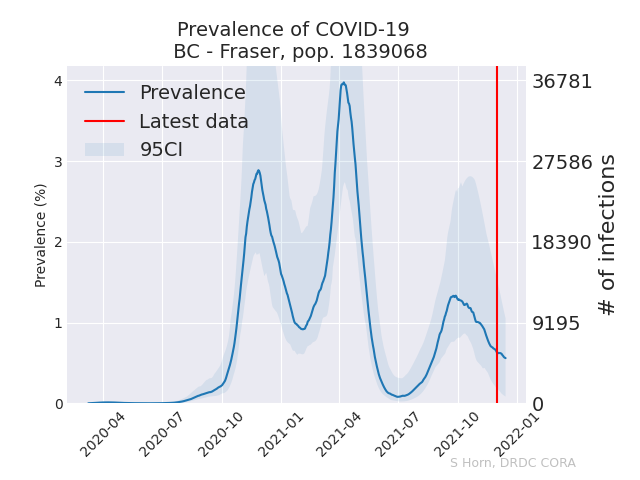 Prevalence of COVID-19
BC - Fraser, pop. 1839068
Prevalence
Latest data
95CI
Prevalence (%)
4
3
2
1
0
36781
27586
18390
9195
0
# of infections
2020-04
2020-07
2020-10
2021-01
2021-04
2021-07
2021-10
2022-01
S Horn, DRDC CORA